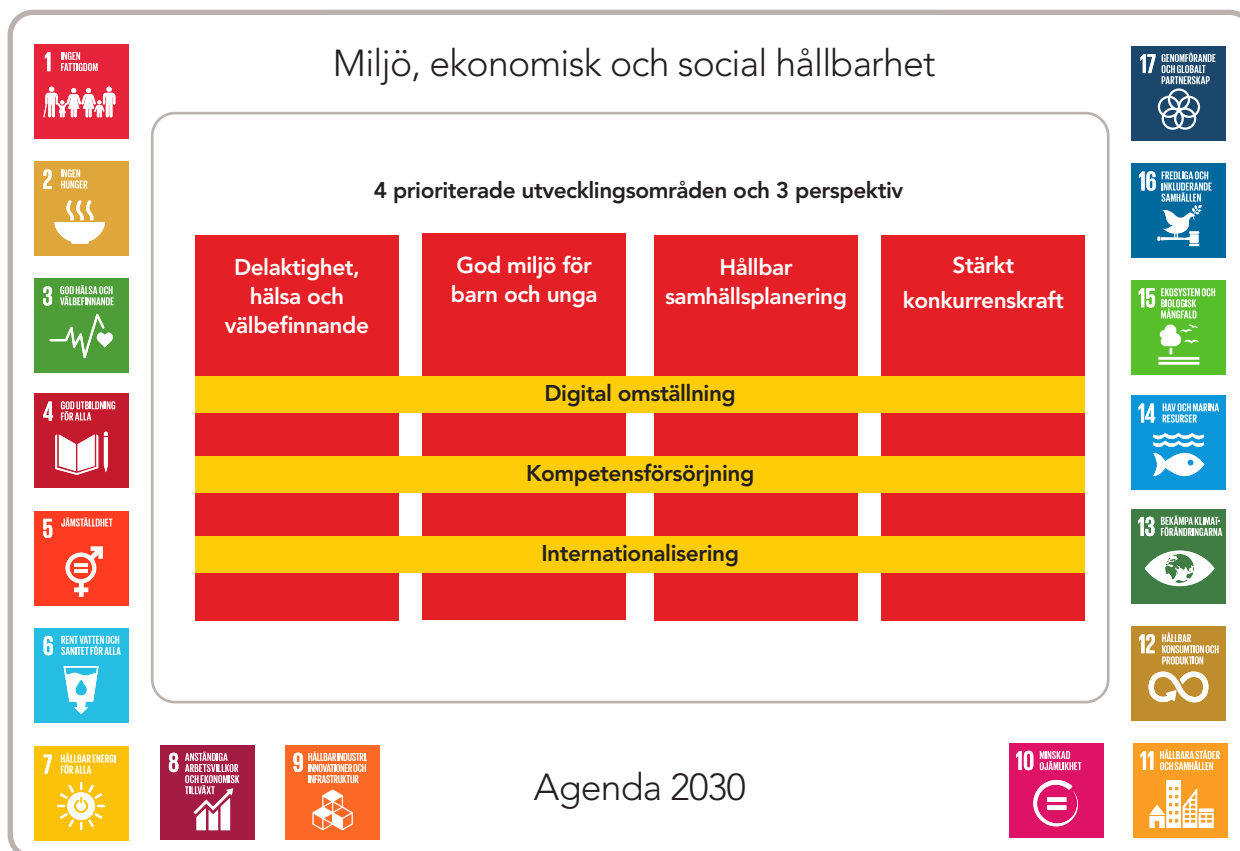 Miljö, ekonomisk och social hållbarhet
4 prioriterade utvecklingsområden och 3 perspektiv
Delaktighet,
hälsa och
välbefinnande
God miljö för
barn och unga
Hållbar
samhällsplanering
Stärkt
konkurrenskraft
Digital omställning
Kompetensförsörjning
Internationalisering
1 INGEN
FATTIGDOM
2 INGEN
HUNGER
3 GOD HÄLSA OCH
VÄLBEFINNANDE
4 GOD UTBILDNING
FÖR ALLA
5 JÄMSTÄLLDHET
6 RENT VATTEN OCH
SANITET FÖR ALLA
7 HÅLLBAR ENERGI
FÖR ALLA
8 ANSTÄNDIGA
ARBETSVILLKOR
OCH EKONOMISK
TILLVÄXT
9 HÅLLBAR INDUSTRI,
INNOVATIONER OCH
INFRASTRUKTUR
Agenda 2030
10 MINSKAD
OJÄMLIKHET
11 HÅLLBARA STÄDER
OCH SAMHÄLLEN
12 HÅLLBAR
KONSUMTION OCH
PRODUKTION
13 BEKÄMPA KLIMAT-
FÖRÄNDRINGARNA
14 HAV OCH MARINA
RESURSER
15 EKOSYSTEM OCH
BIOLOGISK
MÅNGFALD
16 FREDLIGA OCH
INKLUDERANDE
SAMHÄLLEN
17 GENOMFÖRANDE
OCH GLOBALT
PARTNERSKAP